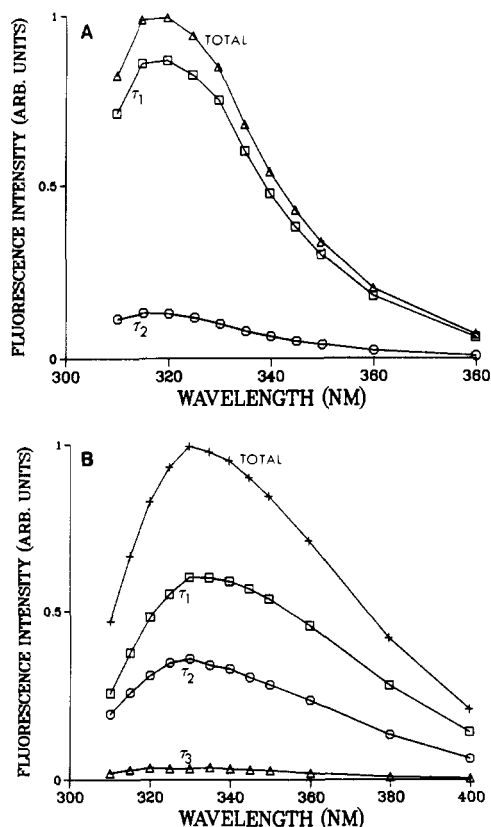 A
TOTAL
τ1
τ2
FLUORESCENCE INTENSITY (ARB. UNITS)
1
0.5
0
300 320 340 360 360
WAVELENGTH (NM)
B
TOTAL
τ1
τ2
τ3
FLUORESCENCE INTENSITY (ARB. UNITS)
1
0.5
0
300 320 340 360 380 400
WAVELENGTH (NM)